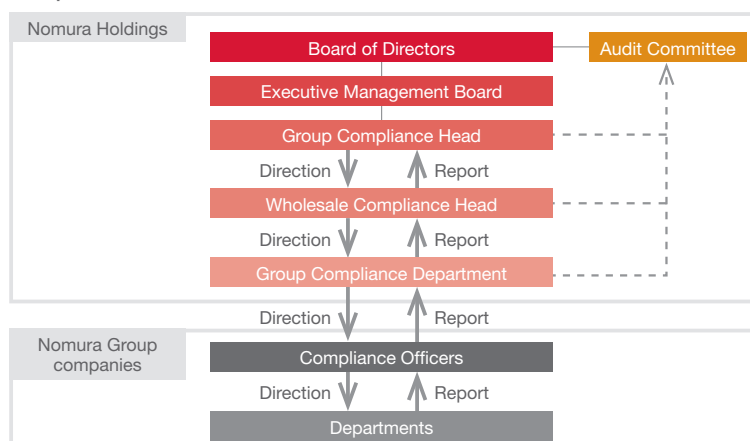 Nomura Holdings
Board of Directors
Audit Committee
Executive Management Board
Group Compliance Head
Direction
Report
Wholesale Compliance Head
Direction
Report
Group Compliance Department
Direction
Report
Nomura Group
companies
Compliance Officers
Direction
Report
Departments